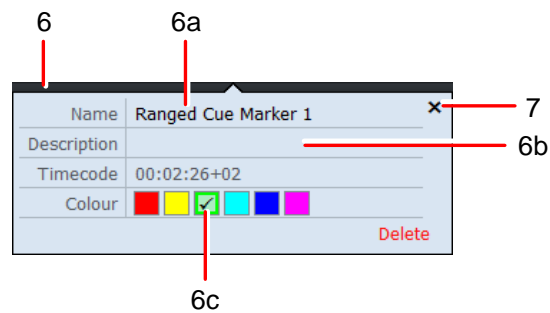 6 6a
Name Ranged Cue Marker 1 × 7
Description 6b
Timecode 00:02:26+02
Colour ✓
Delete
6c